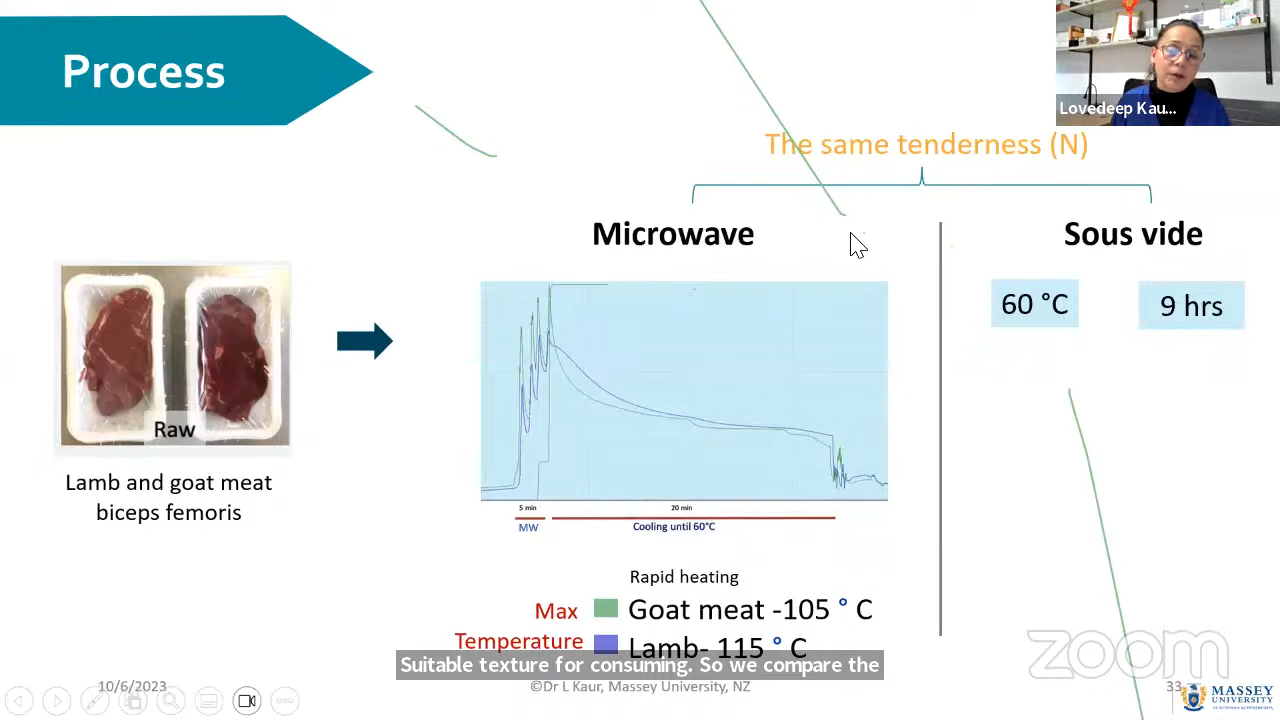 Process
Lovedeep Kau...
The same tenderness (N)
Microwave
Sous vide
60 °C
9 hrs
Raw
Lamb and goat meat
biceps femoris
5 min
20 min
MW
Cooling until 60°C
Rapid heating
Max
Temperature
Goat meat -105 ° C
Lamb- 115 ° C
Suitable texture for consuming. So we compare the
10/6/2023
©Dr L Kaur, Massey University, NZ
33
zoom
MASSEY
UNIVERSITY